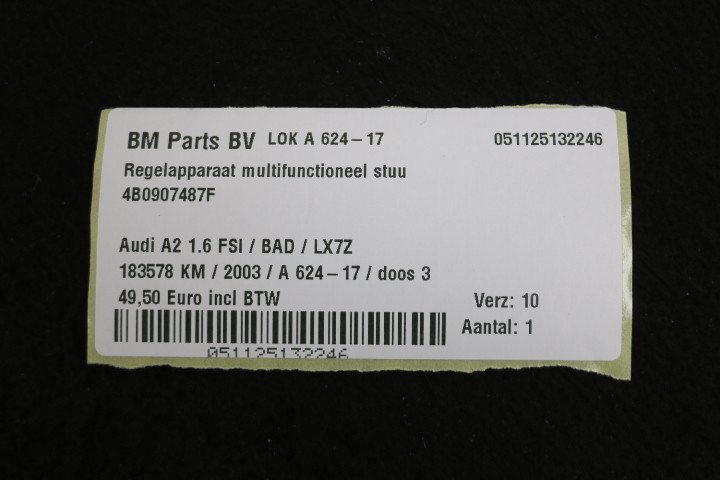 BM Parts BV LOK A 624-17 051125132246
Regelapparaat multifunctioneel stuu
4B0907487F
Audi A2 1.6 FSI / BAD / LX7Z
183578 KM / 2003 / A 624-17 / doos 3
49,50 Euro incl BTW Verz: 10
Aantal: 1
051125132246